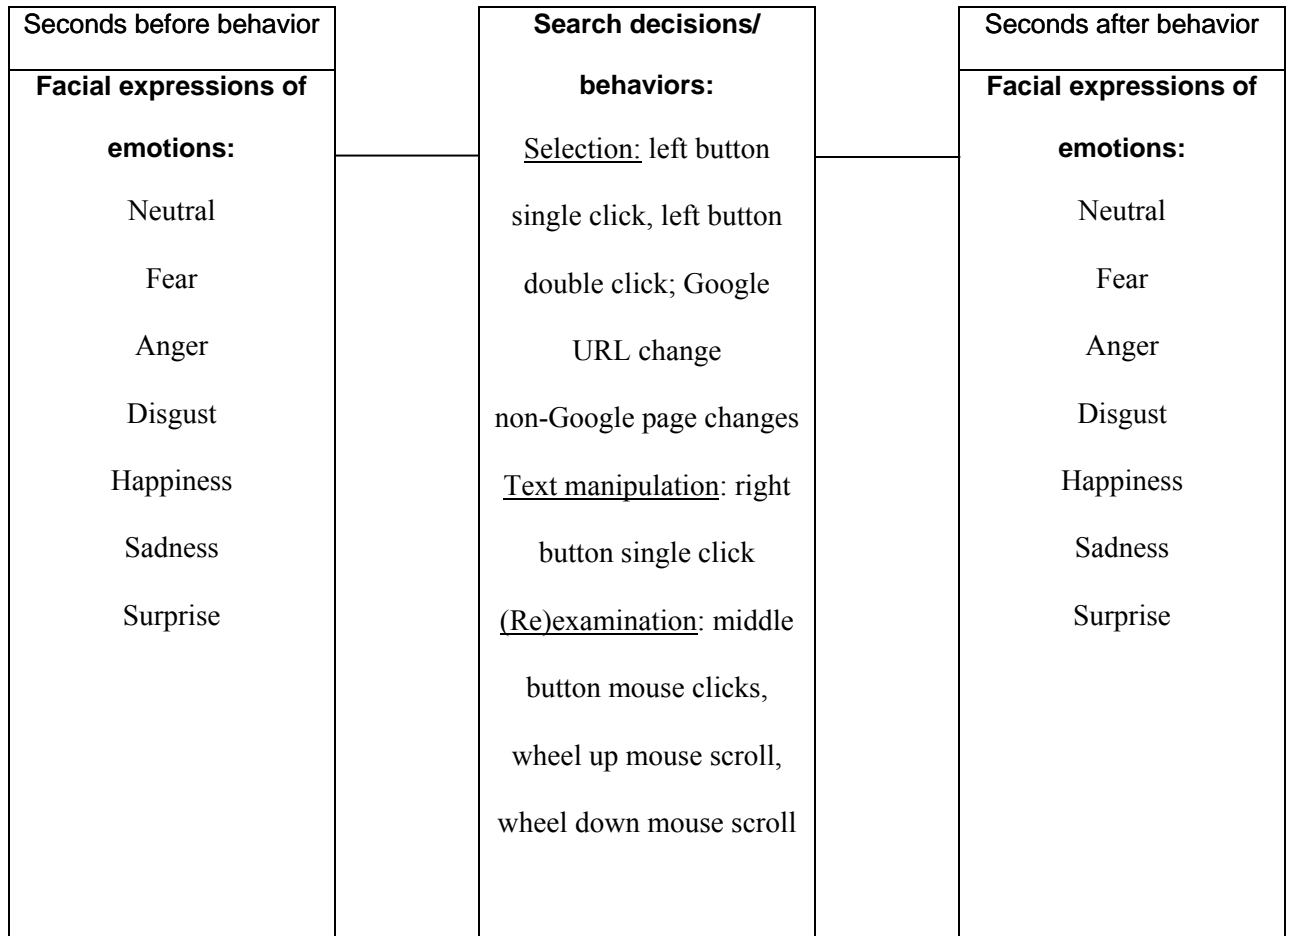 Seconds before behavior
Facial expressions of
emotions:
Neutral
Fear
Anger
Disgust
Happiness
Sadness
Surprise
Search decisions/
behaviors:
Selection: left button
single click, left button
double click; Google
URL change
non-Google page changes
Text manipulation: right
button single click
(Re)examination: middle
button mouse clicks,
wheel up mouse scroll,
wheel down mouse scroll
Seconds after behavior
Facial expressions of
emotions:
Neutral
Fear
Anger
Disgust
Happiness
Sadness
Surprise